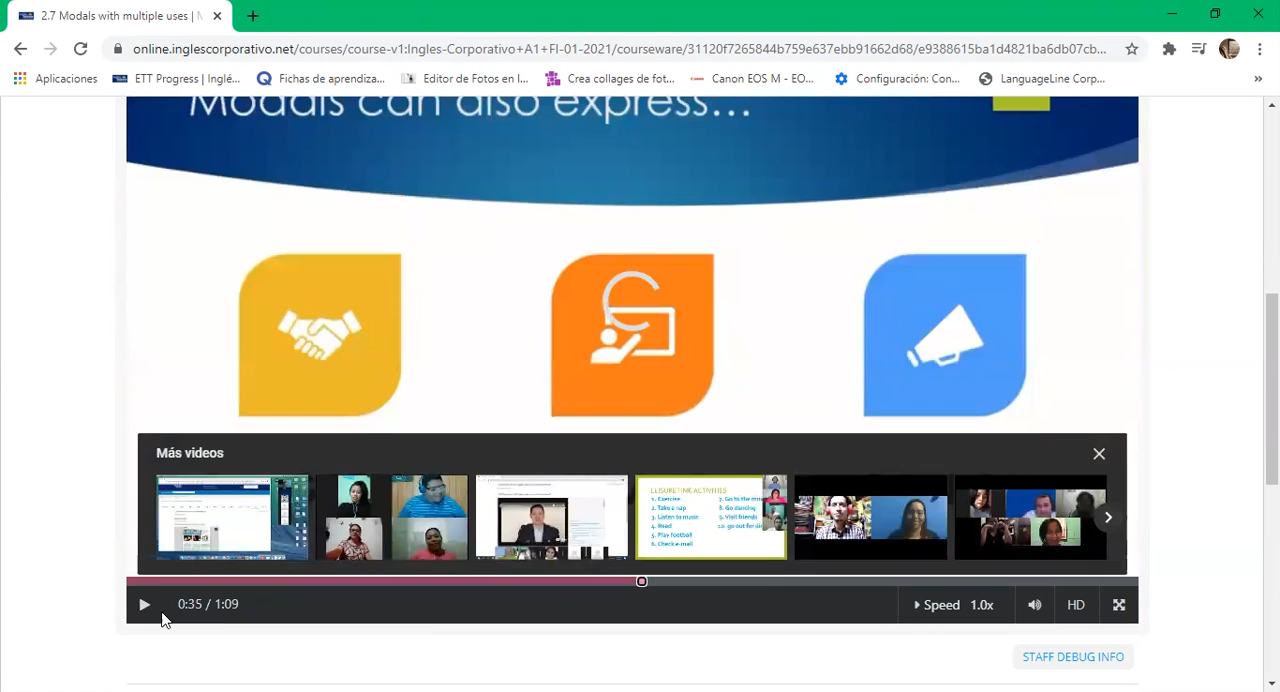 2.7 Modals with multiple uses |
online.inglescorporativo.net/courses/course-v1:Ingles-Corporativo+A1+FI-01-2021/courseware/31120f7265844b759e637ebb91662d68/e9388615ba1d4821ba6db07cb...
Aplicaciones ETT Progress | Inglé... Fichas de aprendiza... Editor de Fotos en l... Crea collages de fot... Canon EOS M - EO... Configuración: Con... LanguageLine Corp... »
Modals can also express...
Más videos
LEISURE TIME ACTIVITIES
1. Exercise
2. Take a nap
3. Listen to music
4. Read
5. Play football
6. Check e-mail
7. Go to the mo
8. Go dancing
9. Visit friends
10. go out for di
0:35 / 1:09
Speed 1.0x
HD
STAFF DEBUG INFO